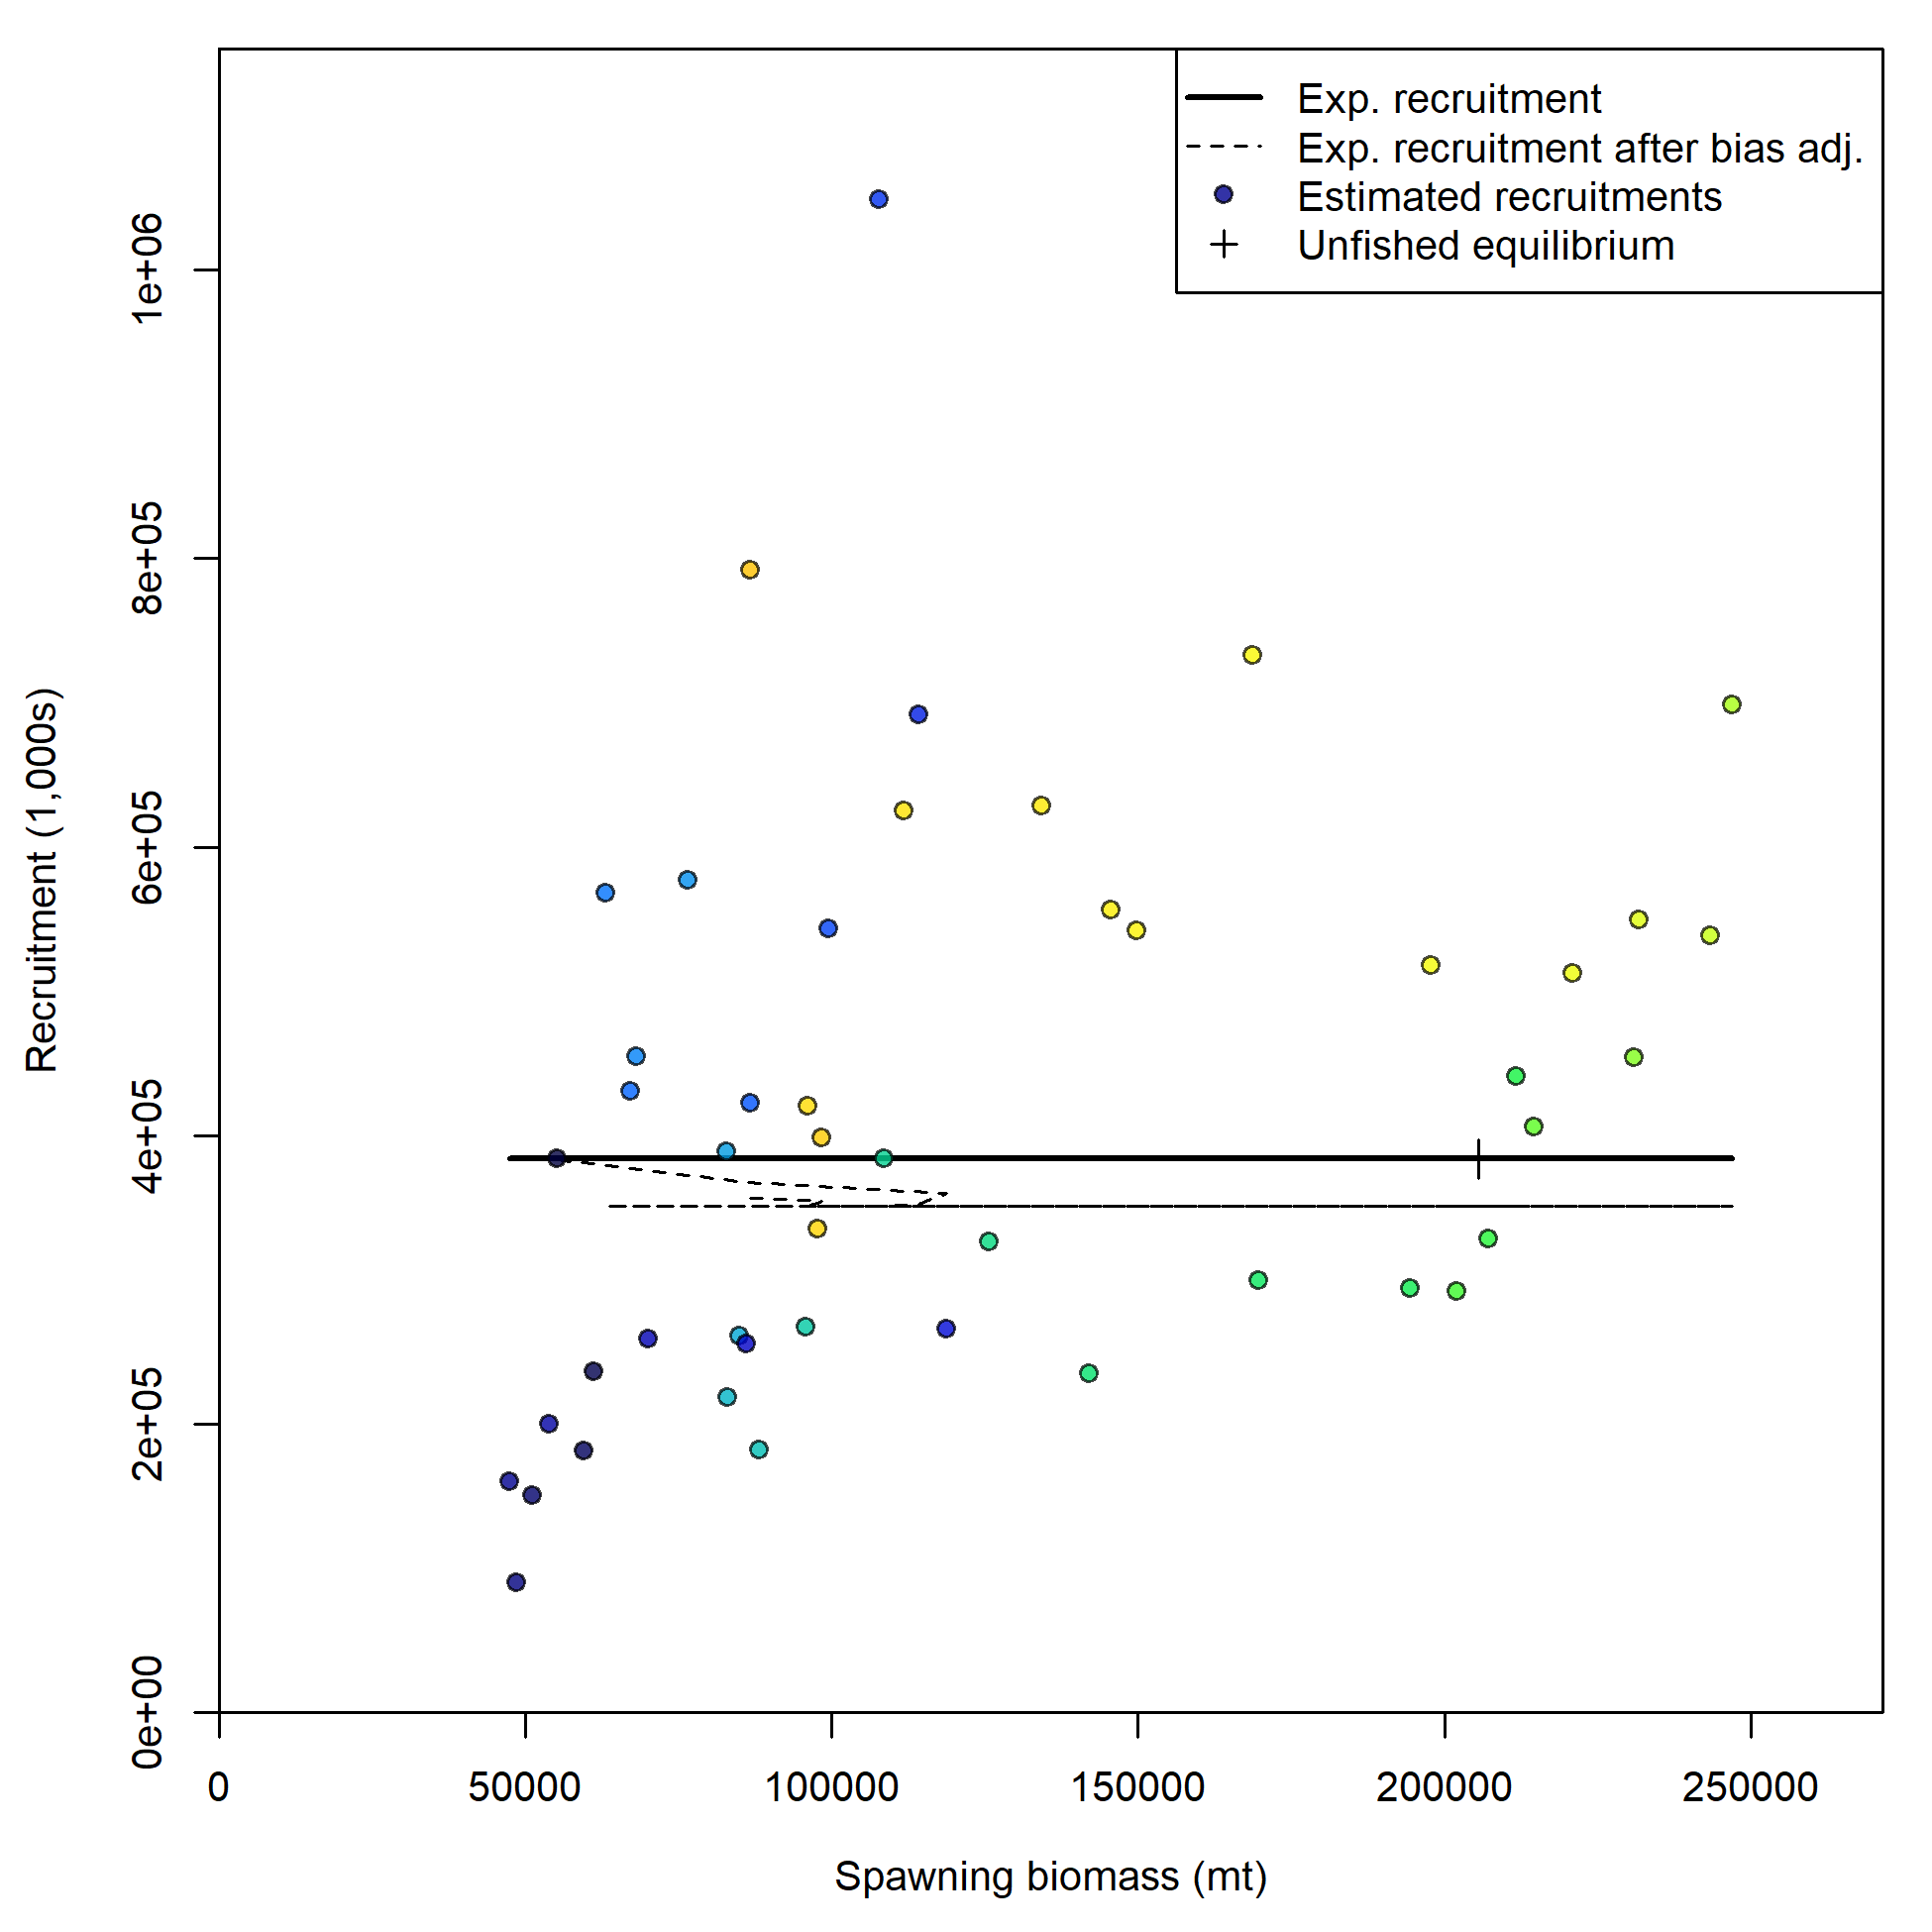 Exp. recruitment
Exp. recruitment after bias adj.
Estimated recruitments
Unfished equilibrium
Recruitment (1,000s)
1e+06
8e+05
6e+05
4e+05
2e+05
0e+00
0 50000 100000 150000 200000 250000
Spawning biomass (mt)